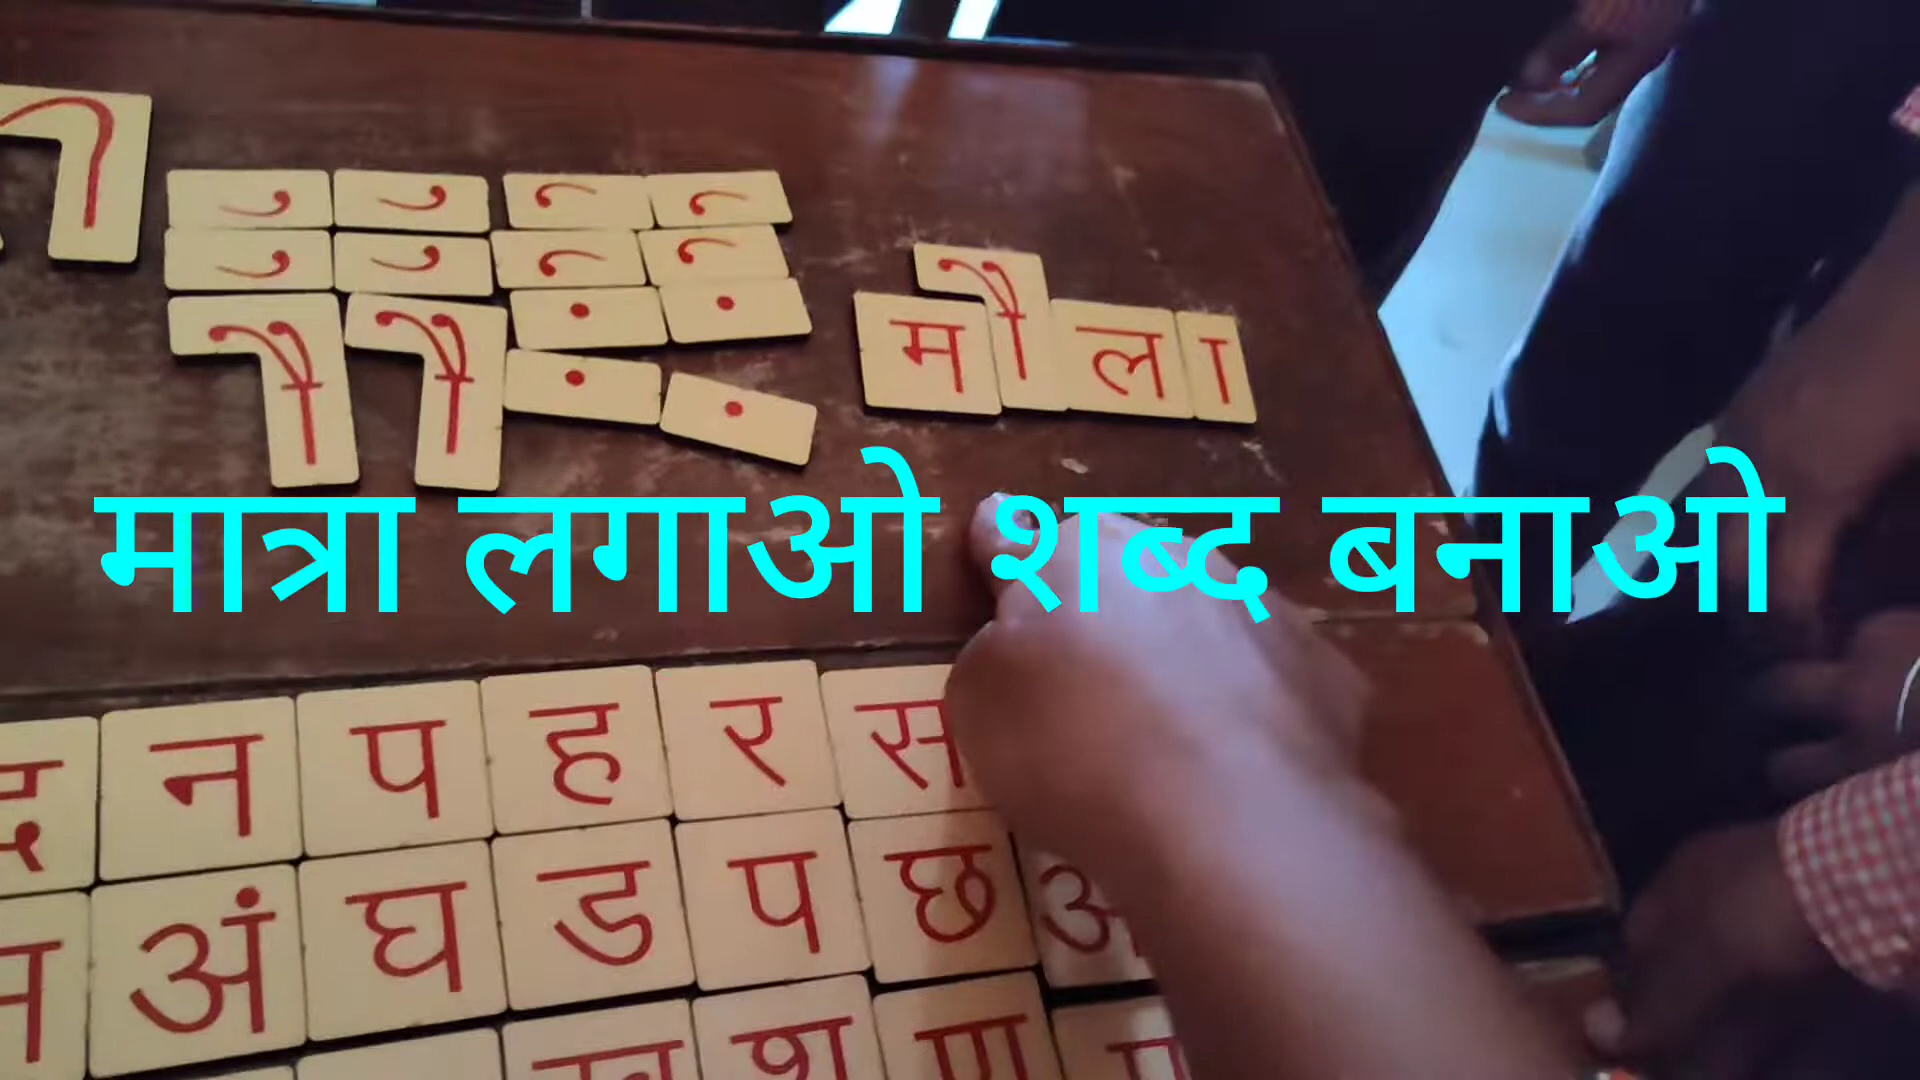 मौला
मात्रा लगाओ शब्द बनाओ
द न प ह र स
न अं घ ड प छ
ख श ण